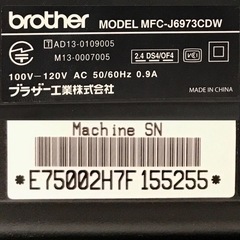 brother MODEL MFC-J6973CDW
T AD13-0109005
M13-0007005
2.4 DS4/OF4
VCI
100V−120V AC 50/60Hz 0.9A
ブラザー工業株式会社
MADE IN CHINA
Machine SN
*E75002H7F155255*